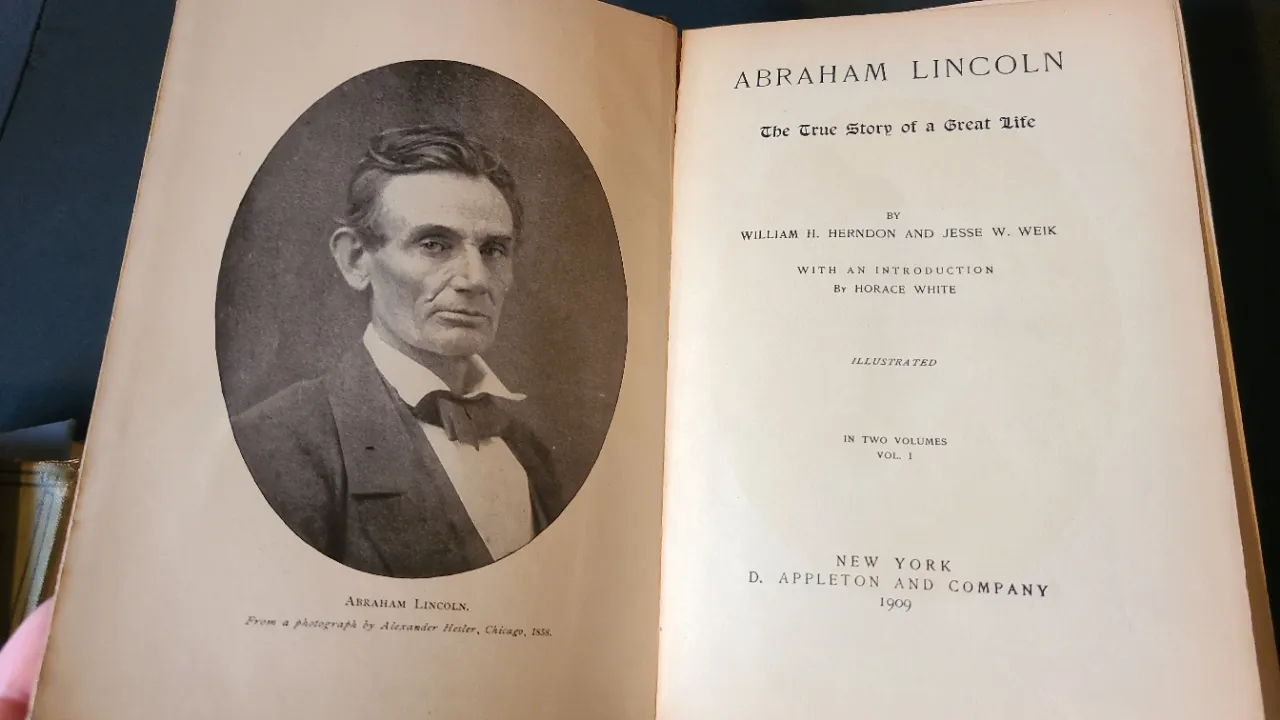 ABRAHAM LINCOLN.
From a photograph by Alexander Hesler, Chicago, 1858.
ABRAHAM LINCOLN
The True Story of a Great Life
BY
WILLIAM H. HERNDON AND JESSE W. WEIK
WITH AN INTRODUCTION
BY HORACE WHITE
ILLUSTRATED
IN TWO VOLUMES
VOL. I
NEW YORK
D. APPLETON AND COMPANY
1909